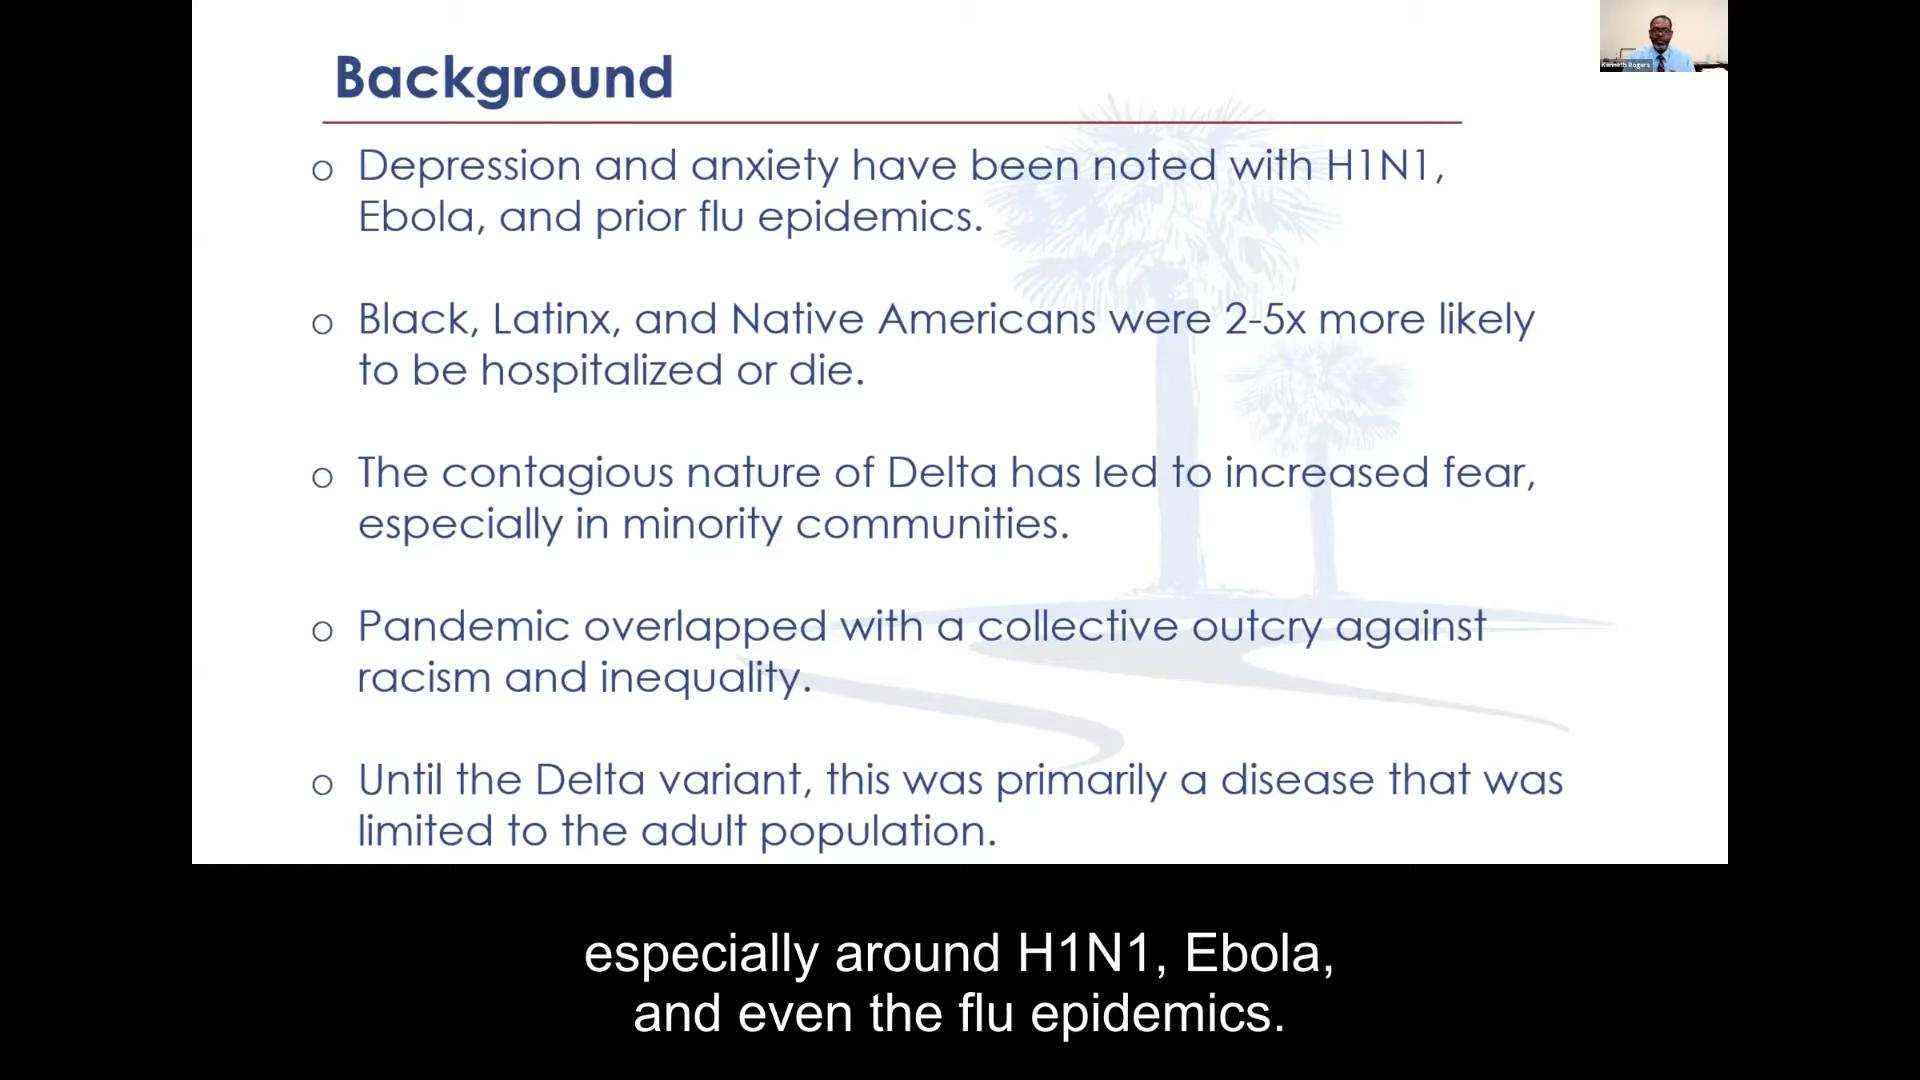 Background
Kenneth Rogers
o Depression and anxiety have been noted with H1N1,
Ebola, and prior flu epidemics.
o Black, Latinx, and Native Americans were 2-5x more likely
to be hospitalized or die.
o The contagious nature of Delta has led to increased fear,
especially in minority communities.
o Pandemic overlapped with a collective outcry against
racism and inequality.
o Until the Delta variant, this was primarily a disease that was
limited to the adult population.
especially around H1N1, Ebola,
and even the flu epidemics.